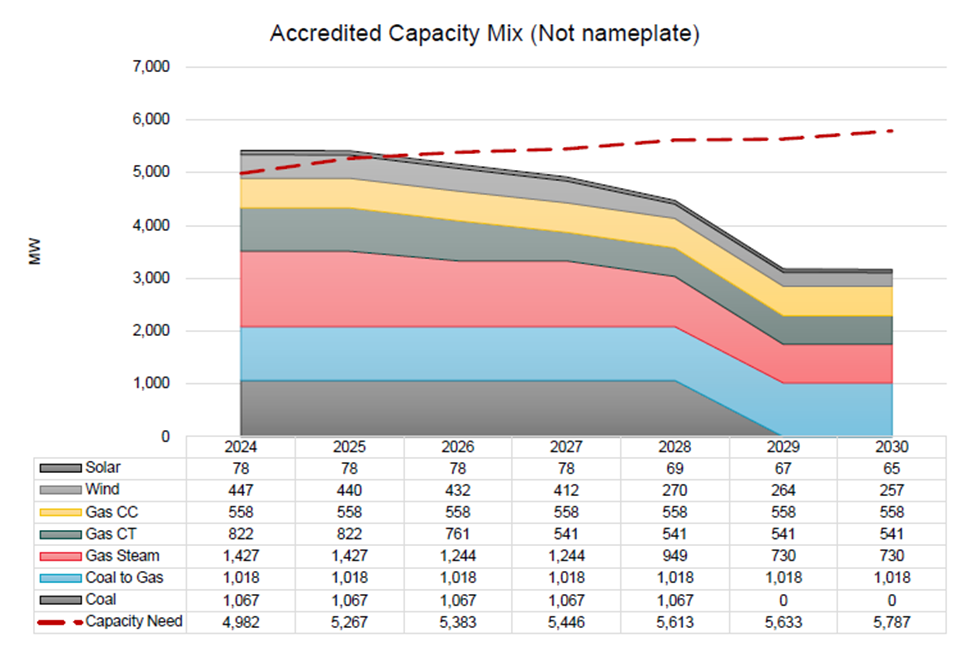 Accredited Capacity Mix (Not nameplate)
7,000
6,000
5,000
4,000
3,000
2,000
1,000
0
MW
2024 2025 2026 2027 2028 2029 2030
Solar 78 78 78 78 69 67 65
Wind 447 440 432 412 270 264 257
Gas CC 558 558 558 558 558 558 558
Gas CT 822 822 761 541 541 541 541
Gas Steam 1,427 1,427 1,244 1,244 949 730 730
Coal to Gas 1,018 1,018 1,018 1,018 1,018 1,018 1,018
Coal 1,067 1,067 1,067 1,067 1,067 0 0
Capacity Need 4,982 5,267 5,383 5,446 5,613 5,633 5,787